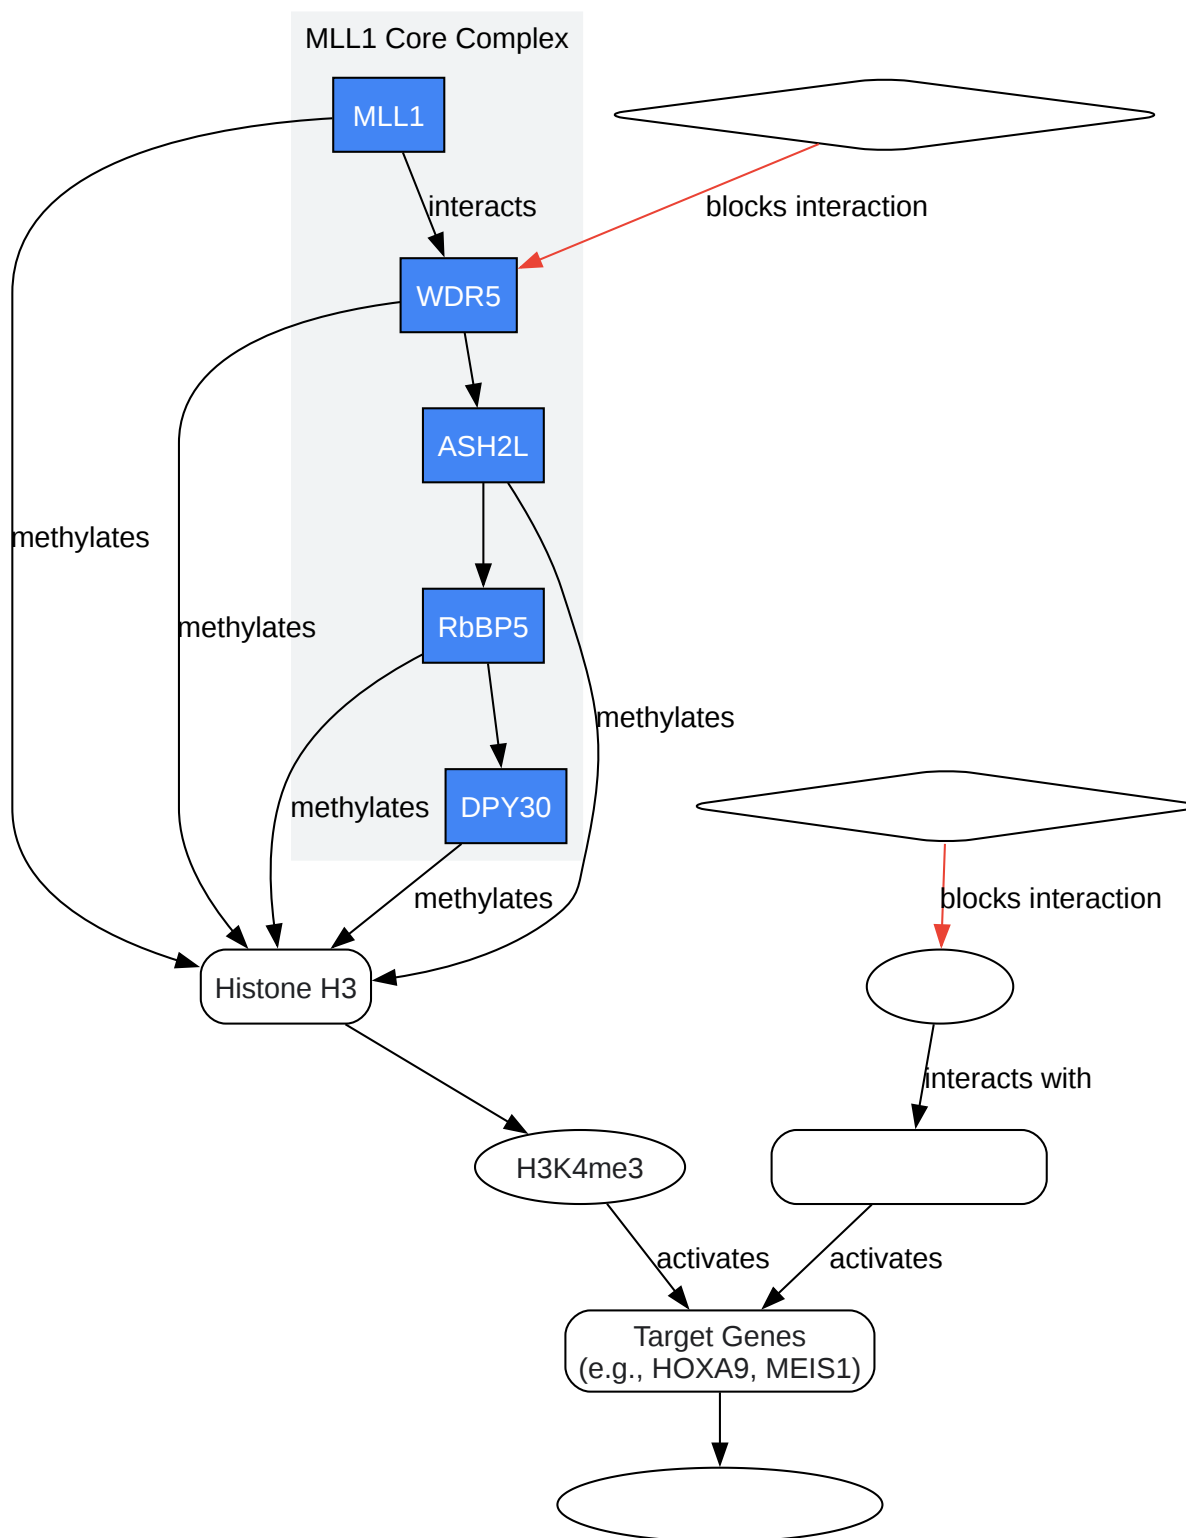 MLL1 Core Complex
MLL1
interacts
blocks interaction
WDR5
ASH2L
methylates
methylates
RbBP5
methylates
methylates
DPY30
methylates
blocks interaction
Histone H3
interacts with
H3K4me3
activates
activates
Target Genes
(e.g., HOXA9, MEIS1)